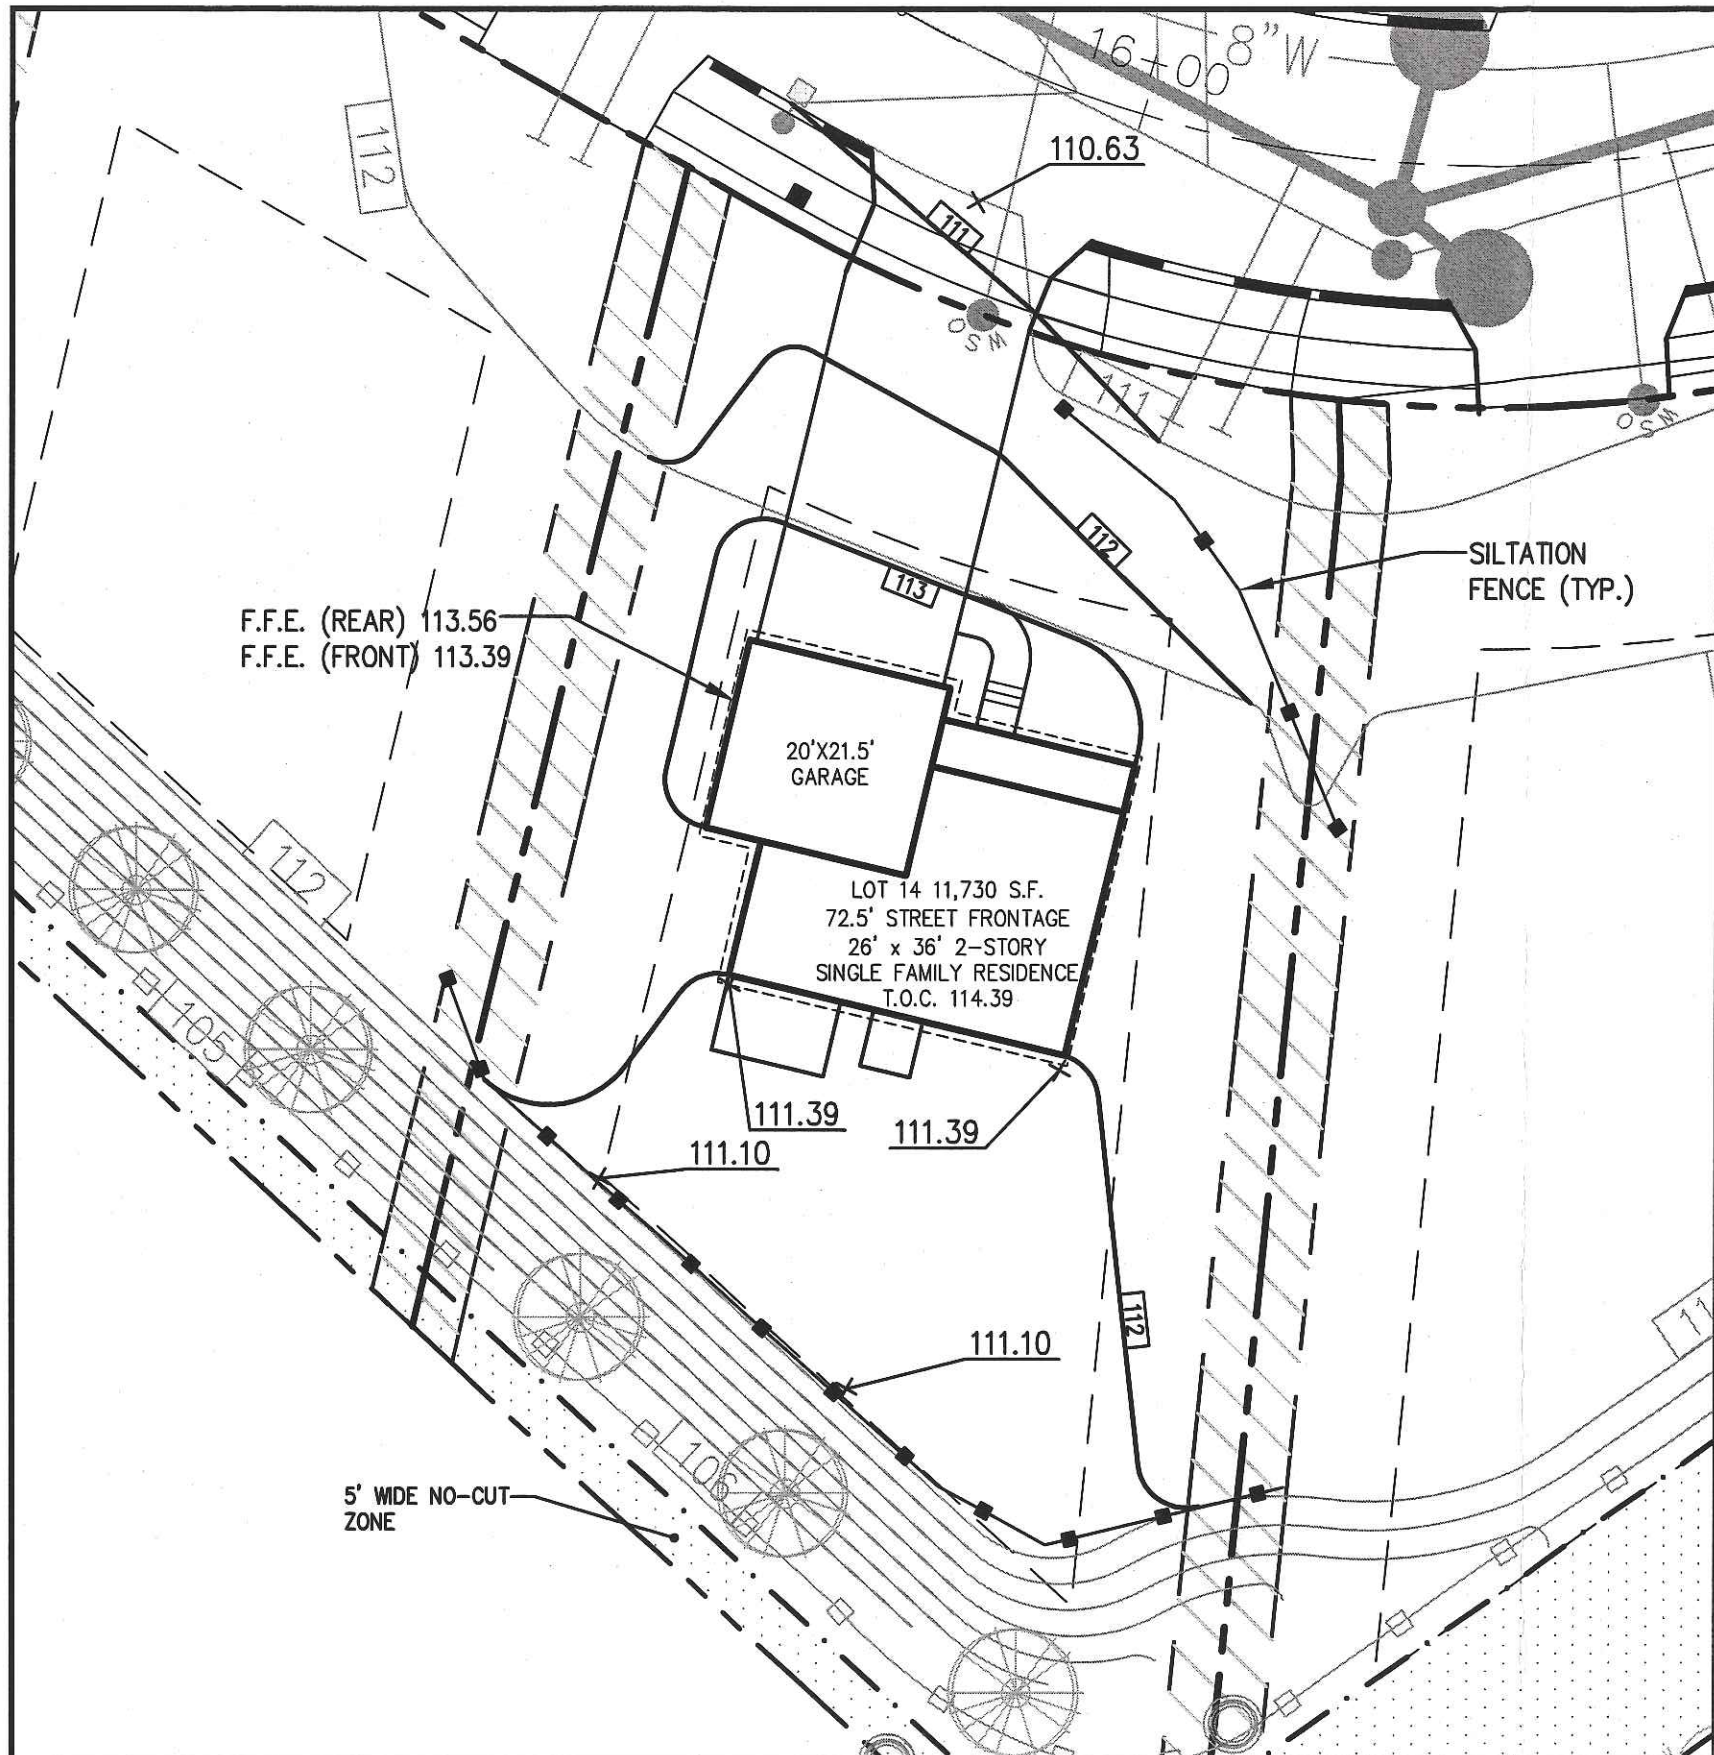 8"W
16+00
112
110.63
111
W
S
O
111
W
S
O
112
SILTATION
FENCE (TYP.)
113
F.F.E. (REAR) 113.56
F.F.E. (FRONT) 113.39
20'X21.5'
GARAGE
112
LOT 14 11,730 S.F.
72.5' STREET FRONTAGE
26' x 36' 2-STORY
SINGLE FAMILY RESIDENCE
T.O.C. 114.39
105
111.39
111.39
111.10
112
111.10
11
106
5' WIDE NO-CUT
ZONE